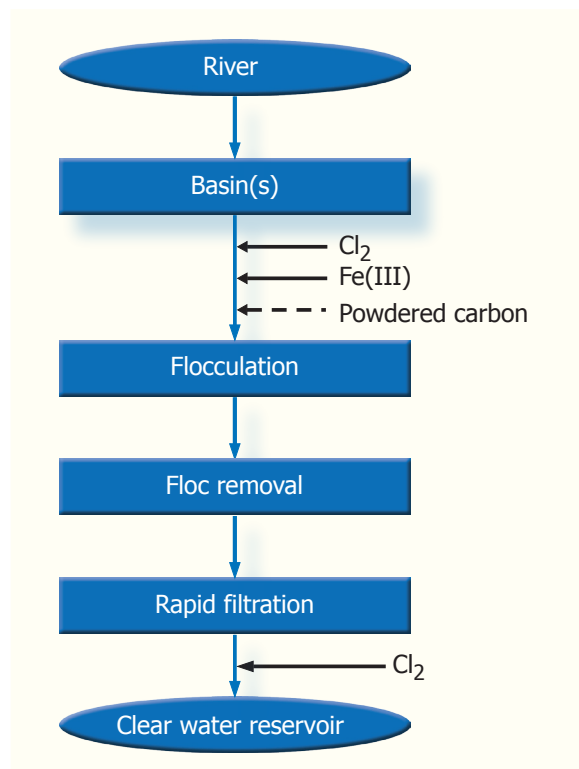 River
Basin(s)
Cl2
Fe(III)
Powdered carbon
Flocculation
Floc removal
Rapid filtration
Cl2
Clear water reservoir